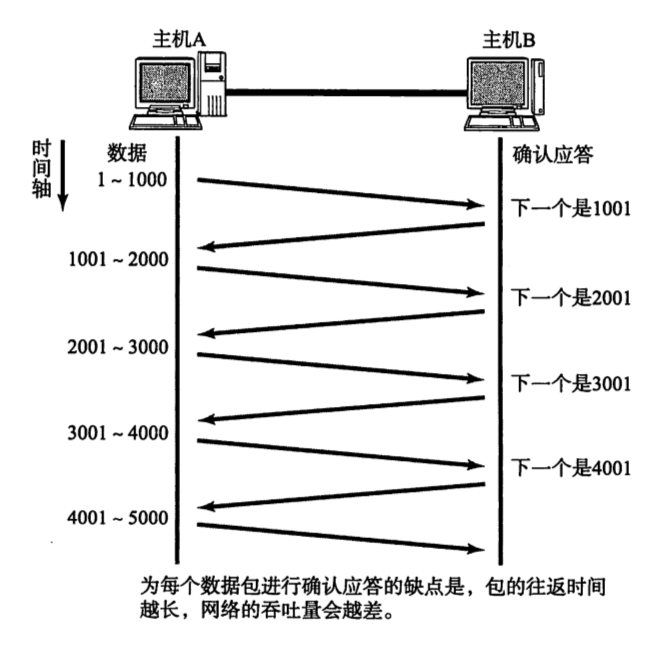 主机A
主机B
时间轴
数据
确认应答
1 ~ 1000
下一个是1001
1001 ~ 2000
下一个是2001
2001 ~ 3000
下一个是3001
3001 ~ 4000
下一个是4001
4001 ~ 5000
为每个数据包进行确认应答的缺点是，包的往返时间
越长，网络的吞吐量会越差。